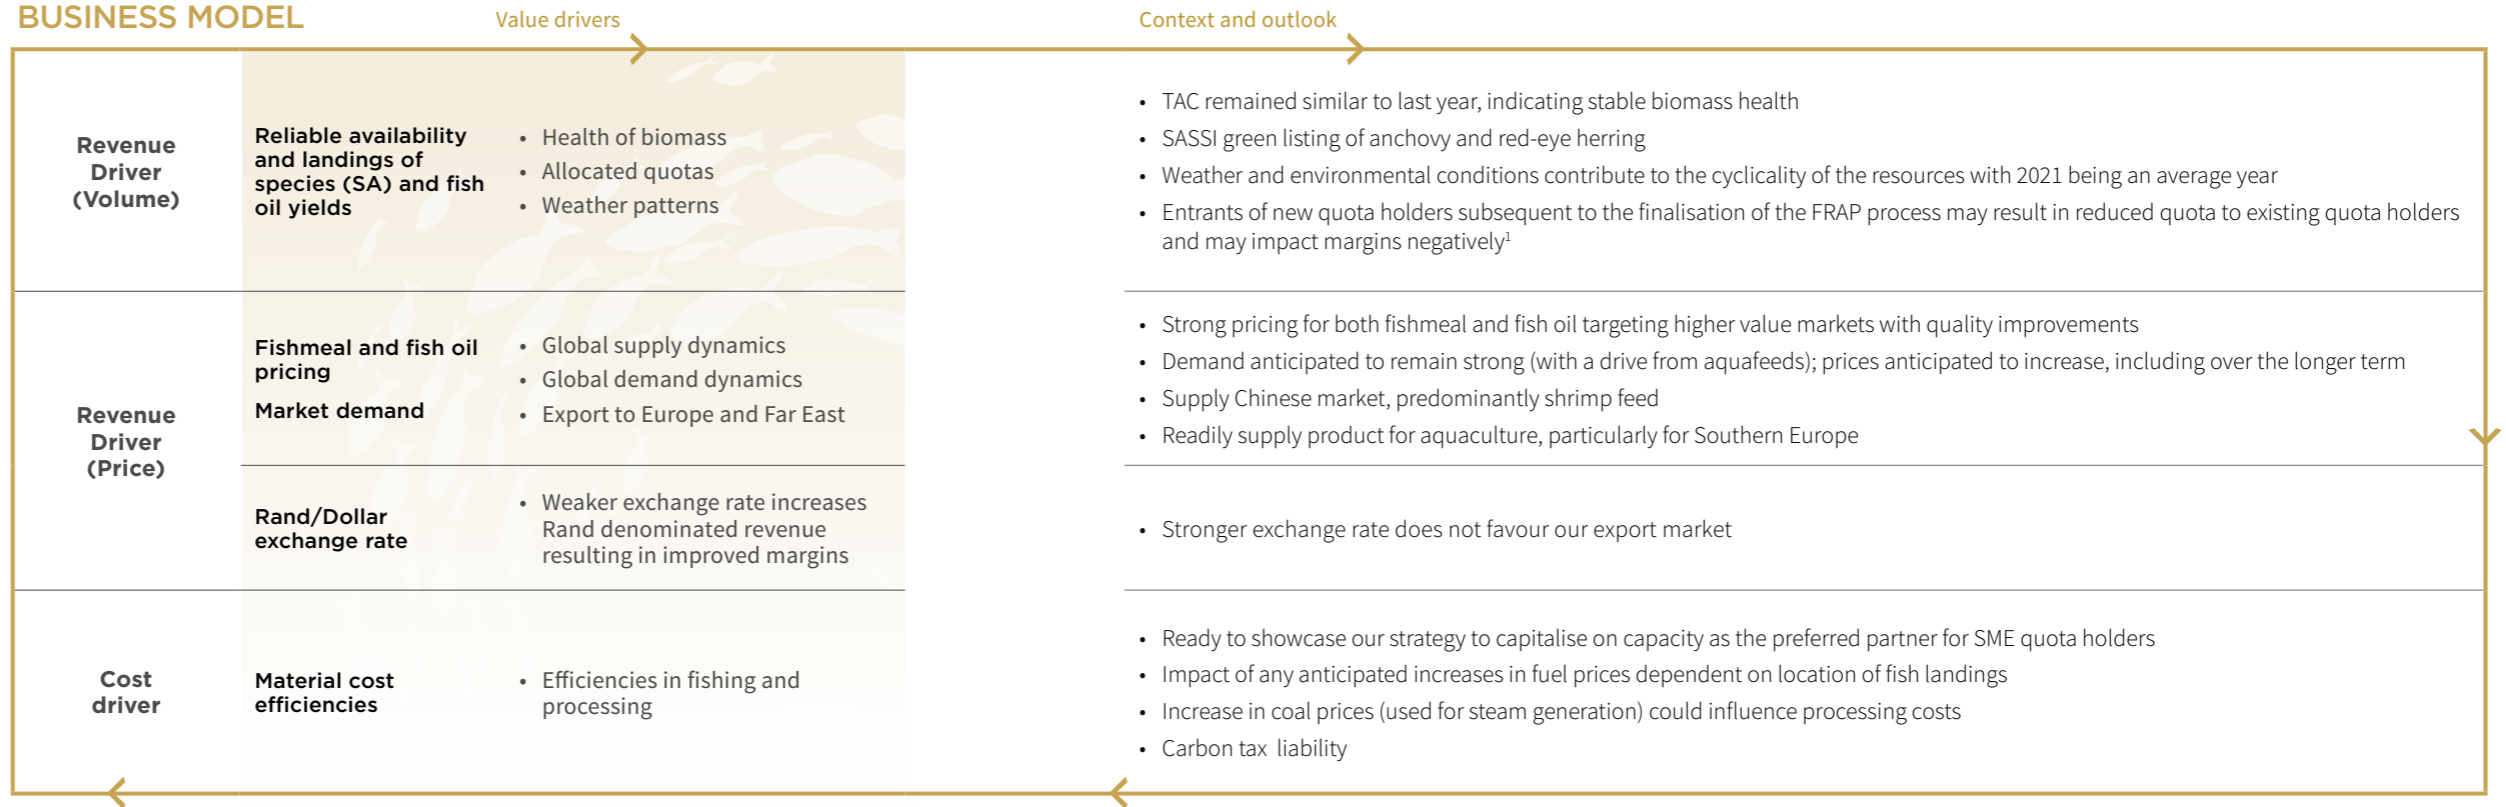 BUSINESS MODEL
Value drivers
Context and outlook
Revenue
Driver
(Volume)
Reliable availability
and landings of
species (SA) and fish
oil yields
• Health of biomass
• Allocated quotas
• Weather patterns
• TAC remained similar to last year, indicating stable biomass health
• SASSI green listing of anchovy and red-eye herring
• Weather and environmental conditions contribute to the cyclicality of the resources with 2021 being an average year
• Entrants of new quota holders subsequent to the finalisation of the FRAP process may result in reduced quota to existing quota holders
and may impact margins negatively¹
Revenue
Driver
(Price)
Fishmeal and fish oil
pricing
Market demand
• Global supply dynamics
• Global demand dynamics
• Export to Europe and Far East
• Strong pricing for both fishmeal and fish oil targeting higher value markets with quality improvements
• Demand anticipated to remain strong (with a drive from aquafeeds); prices anticipated to increase, including over the longer term
• Supply Chinese market, predominantly shrimp feed
• Readily supply product for aquaculture, particularly for Southern Europe
Rand/Dollar
exchange rate
• Weaker exchange rate increases
Rand denominated revenue
resulting in improved margins
• Stronger exchange rate does not favour our export market
Cost
driver
Material cost
efficiencies
• Efficiencies in fishing and
processing
• Ready to showcase our strategy to capitalise on capacity as the preferred partner for SME quota holders
• Impact of any anticipated increases in fuel prices dependent on location of fish landings
• Increase in coal prices (used for steam generation) could influence processing costs
• Carbon tax liability